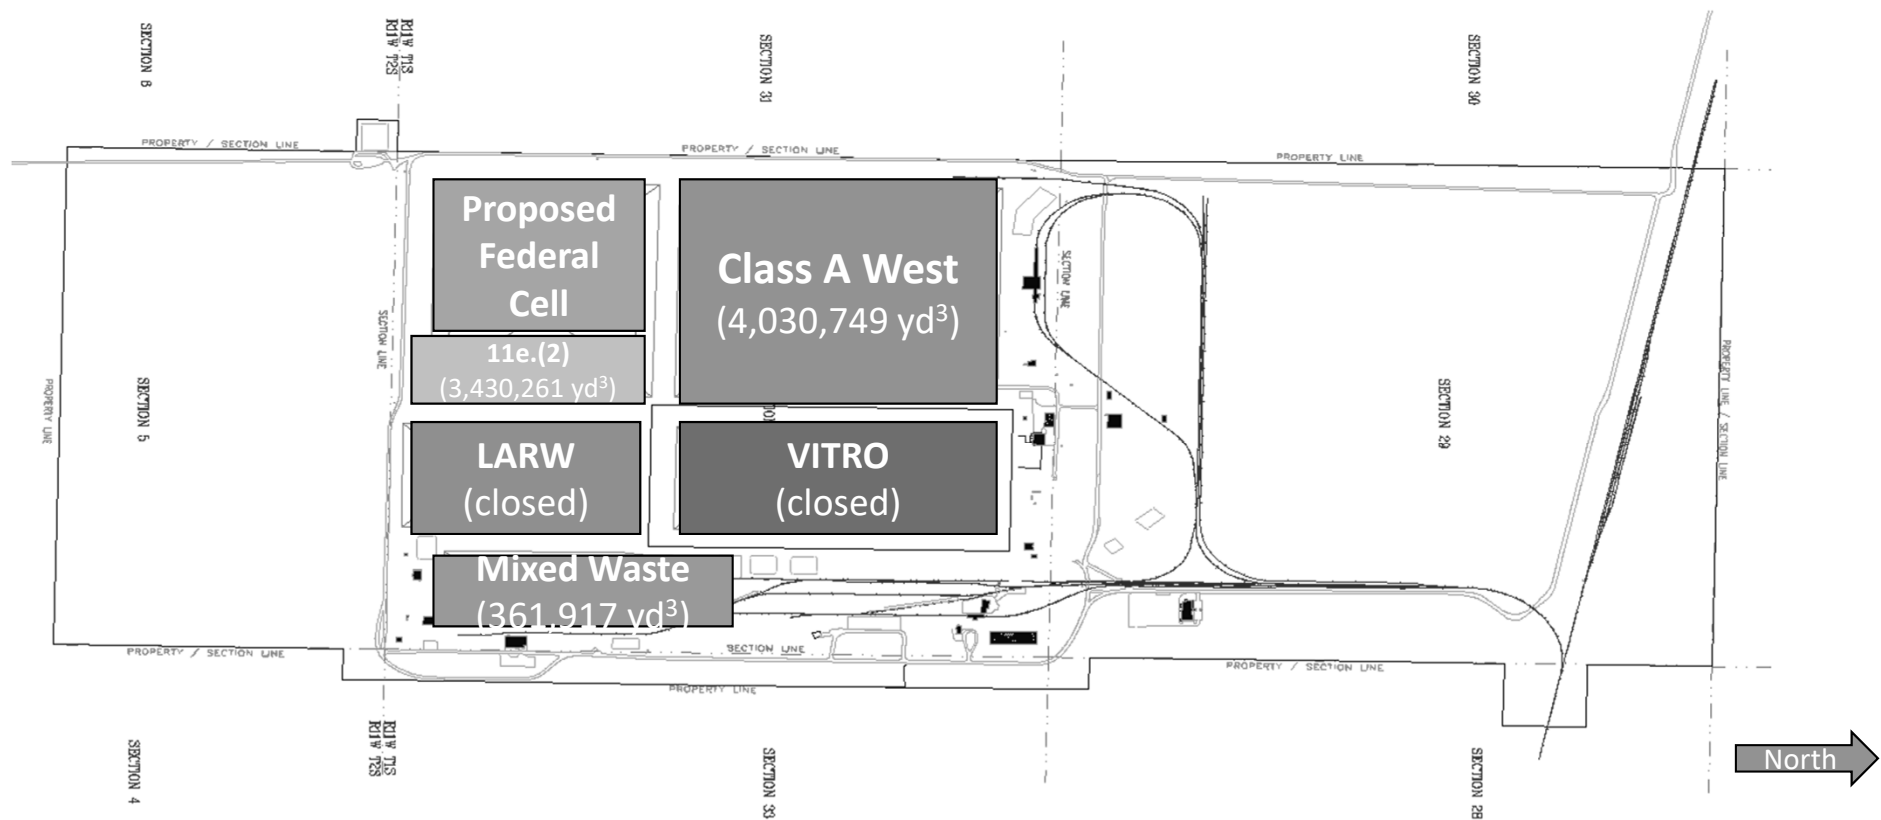 SECTION 6
R11W T1S
R11W T2S
SECTION 31
SECTION 30
PROPERTY / SECTION LINE
PROPERTY / SECTION LINE
PROPERTY LINE
Proposed
Federal
Cell
Class A West
(4,030,749 yd³)
SECTION LINE
SECTION LINE
11e.(2)
(3,430,261 yd³)
PROPERTY LINE
SECTION 5
SECTION 29
PROPERTY LINE / SECTION LINE
LARW
(closed)
VITRO
(closed)
Mixed Waste
(361,917 yd³)
PROPERTY / SECTION LINE
SECTION LINE
PROPERTY / SECTION LINE
PROPERTY LINE
R11W T1S
R11W T2S
SECTION 4
SECTION 33
SECTION 28
North